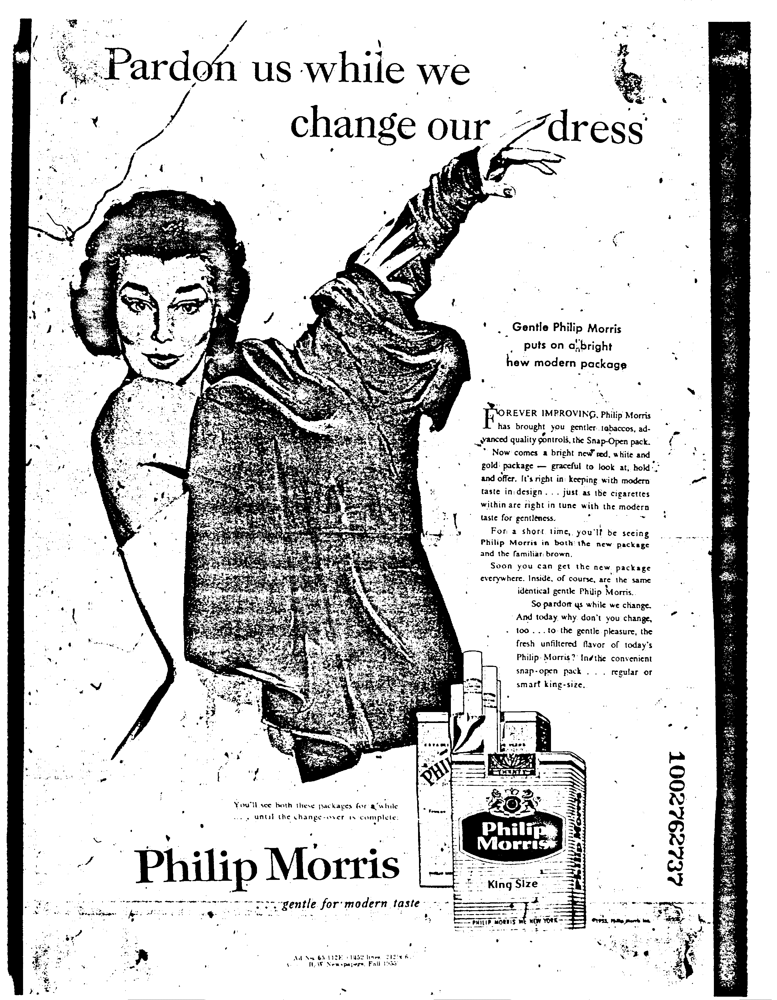 Pardon us while we
change our dress
Gentle Philip Morris
puts on a bright
new modern package
FOREVER IMPROVING, Philip Morris
has brought you gentler tobaccos, ad-
vanced quality controls, the Snap-Open pack.
Now comes a bright new red, white and
gold package — graceful to look at, hold
and offer. It's right in keeping with modern
taste in design . . . just as the cigarettes
within are right in tune with the modern
taste for gentleness.
For a short time, you'll be seeing
Philip Morris in both the new package
and the familiar brown.
Soon you can get the new package
everywhere. Inside, of course, are the same
identical gentle Philip Morris.
So pardon us while we change.
And today why don't you change,
too . . . to the gentle pleasure, the
fresh unfiltered flavor of today's
Philip Morris? In the convenient
snap-open pack . . . regular or
smart king-size.
PHI
Philip
Morris
King Size
Philip Morris
PHILIP MORRIS INC NEW YORK
You'll see both these packages for a while
. . . until the change-over is complete.
Philip Morris
. . . gentle for modern taste
1002762737
Newspapers, Fall 1955